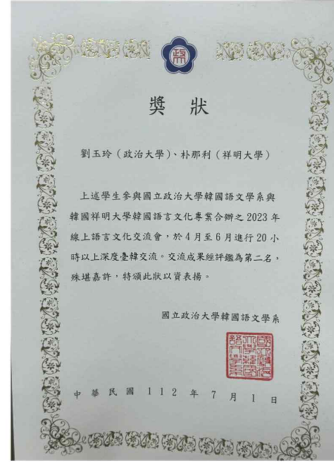 獎狀
劉玉玲（政治大學）、朴那利（祥明大學）
上述學生參與國立政治大學韓國語文學系與
韓國祥明大學韓國語言文化專業合辦之 2023 年
線上語言文化交流會，於 4 月至 6 月進行 20 小
時以上深度臺韓交流。交流成果經評鑑為第二名，
殊堪嘉許，特頒此狀以資表揚。
國立政治大學韓國語文學系
中華民國 112 年 7 月 1 日